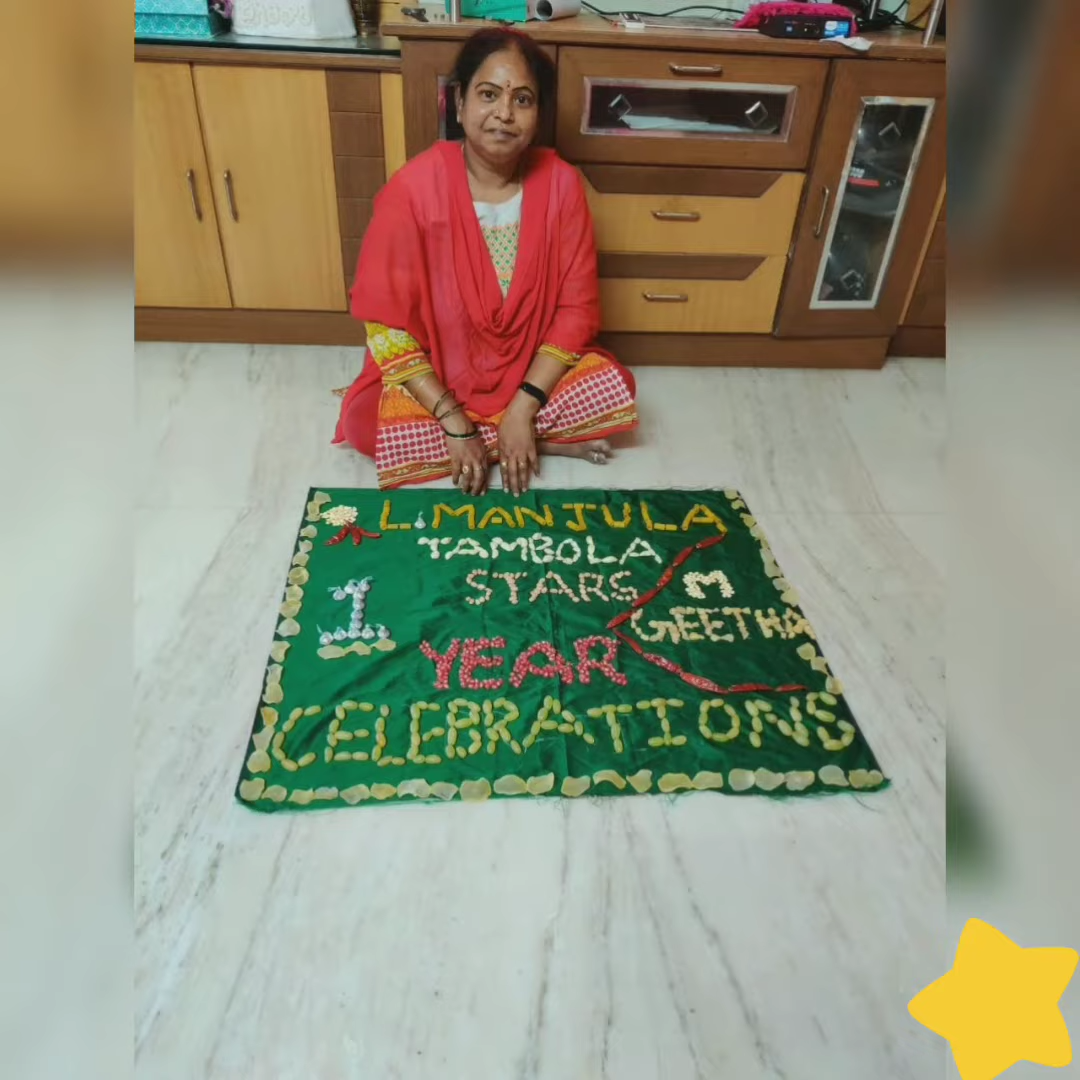 L. MANJULA
TAMBOLA
STARS
M
GEETHA
1
YEAR
CELEBRATIONS